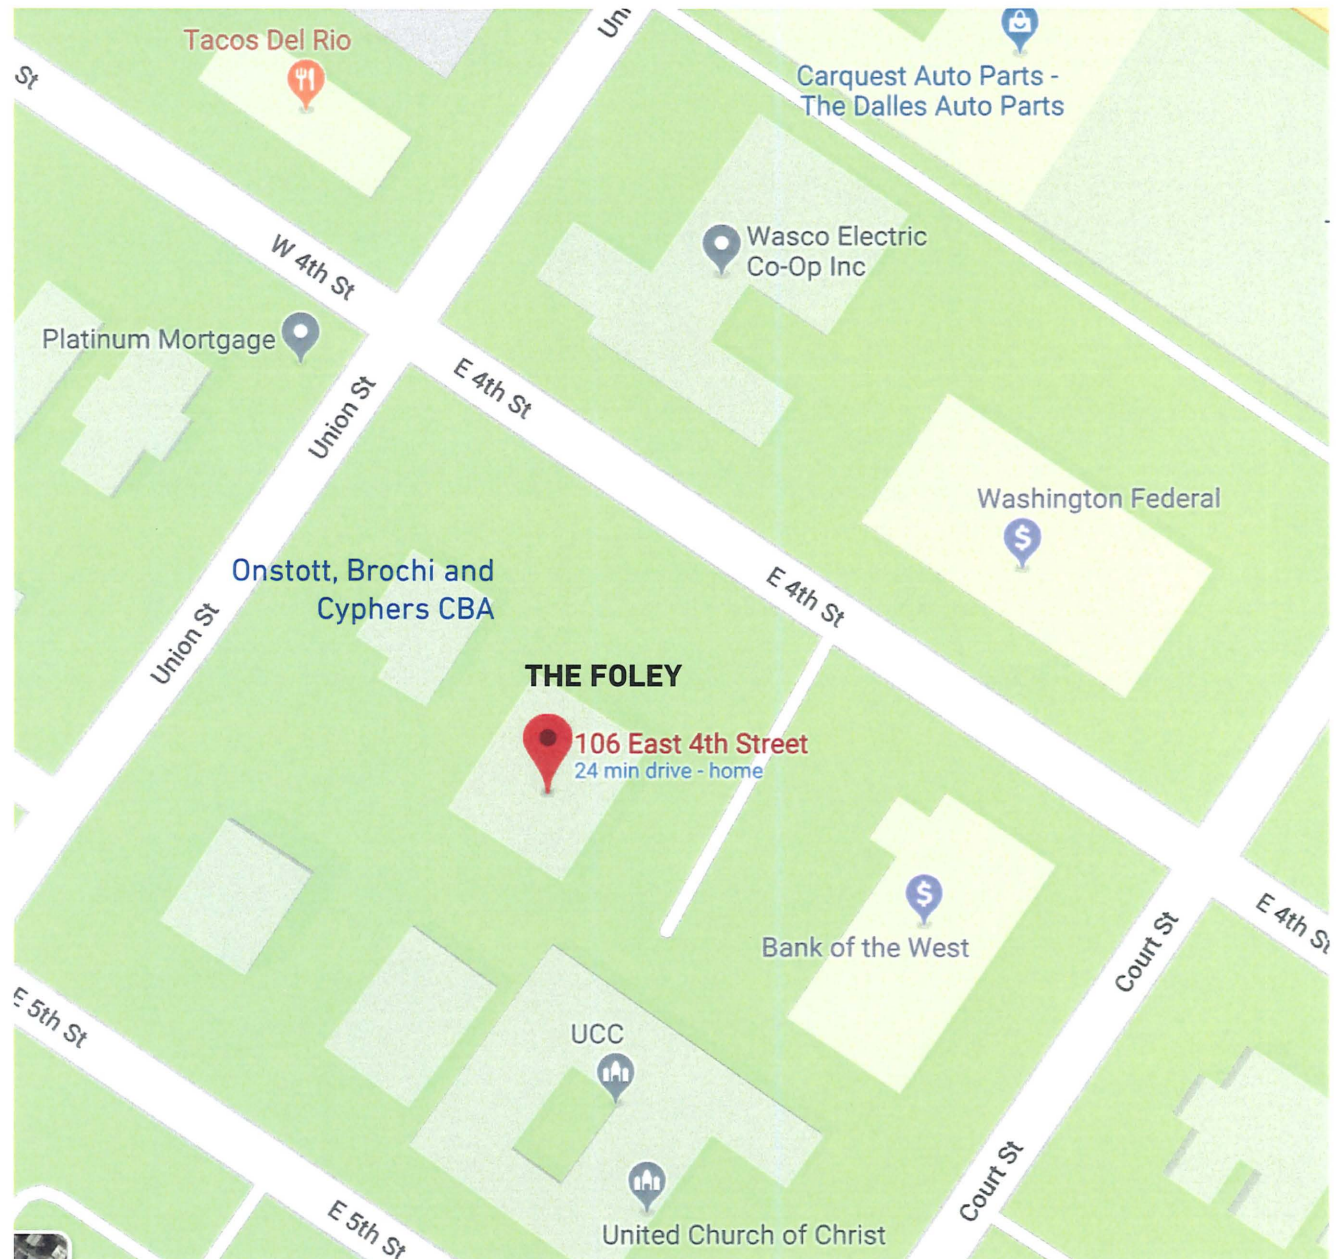 Uni
Tacos Del Rio
St
Carquest Auto Parts -
The Dalles Auto Parts
Wasco Electric
Co-Op Inc
W 4th St
Platinum Mortgage
E 4th St
Union St
Washington Federal
Onstott, Brochi and
Cyphers CBA
E 4th St
Union St
THE FOLEY
106 East 4th Street
24 min drive - home
E 4th St
Bank of the West
Court St
E 5th St
UCC
Court St
E 5th St
United Church of Christ